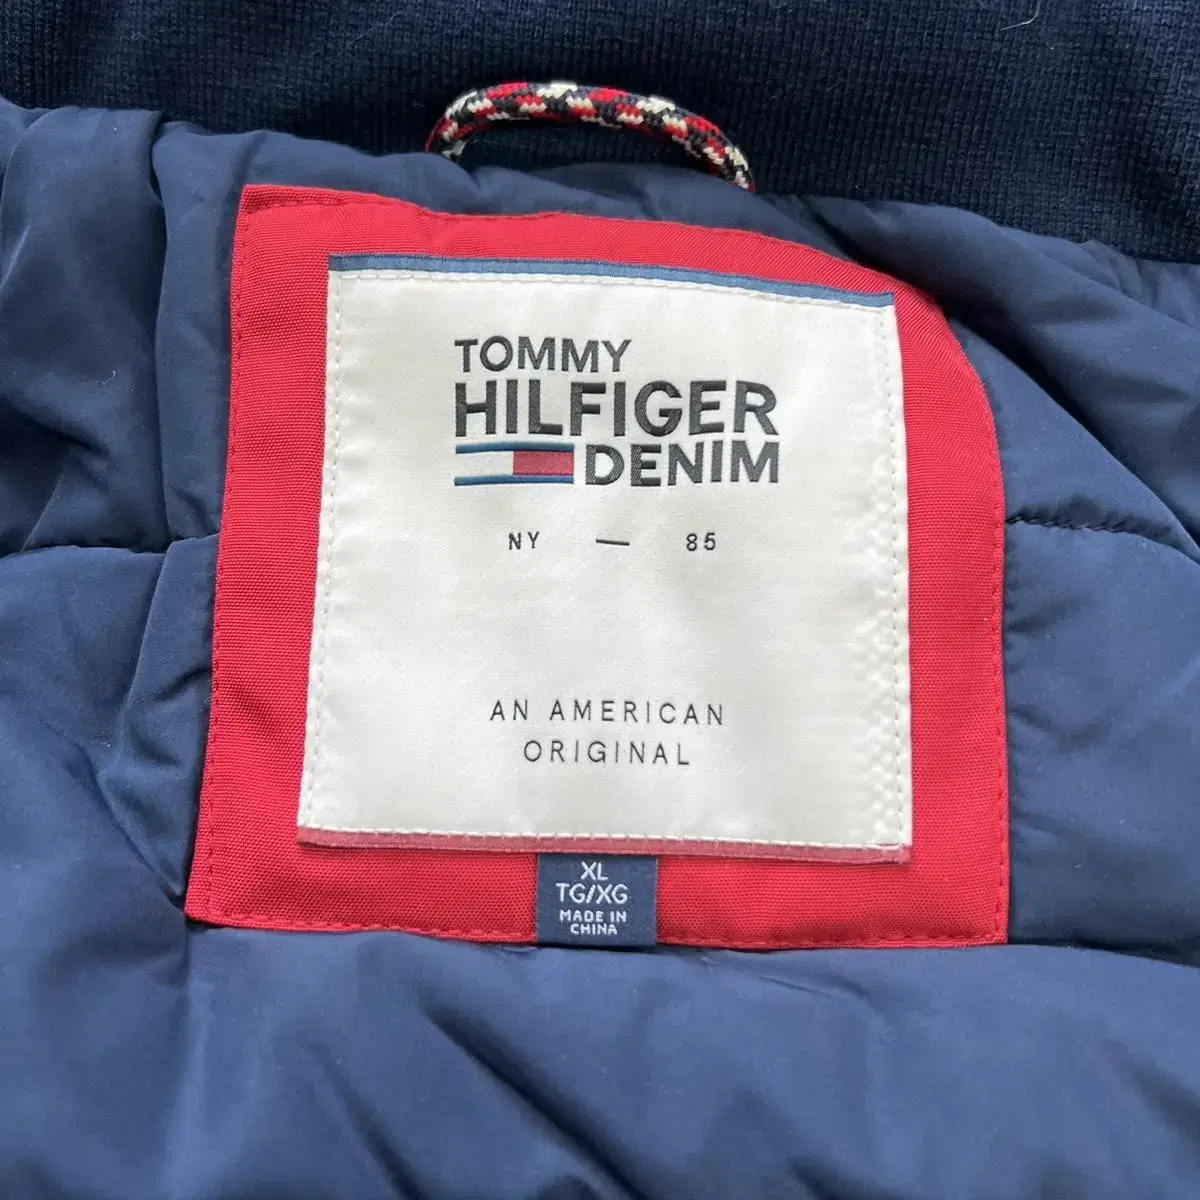 TOMMY
HILFIGER
DENIM
NY — 85
AN AMERICAN
ORIGINAL
XL
TG/XG
MADE IN
CHINA